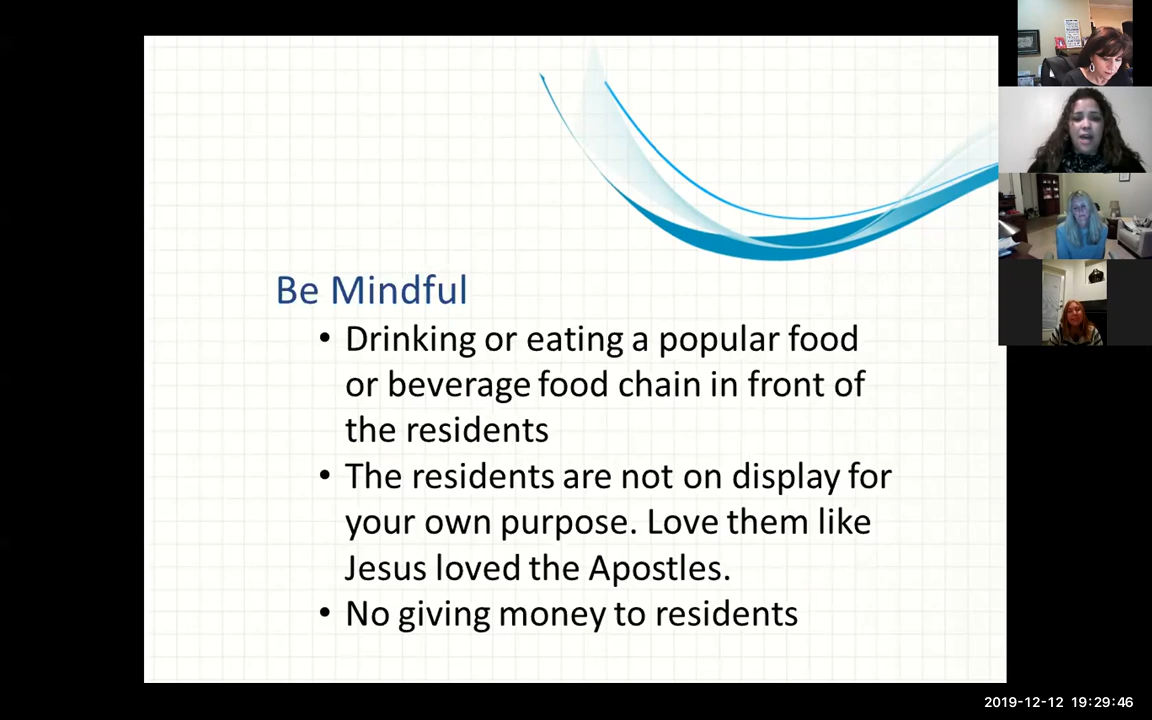 Be Mindful
• Drinking or eating a popular food
or beverage food chain in front of
the residents
• The residents are not on display for
your own purpose. Love them like
Jesus loved the Apostles.
• No giving money to residents
2019-12-12 19:29:46